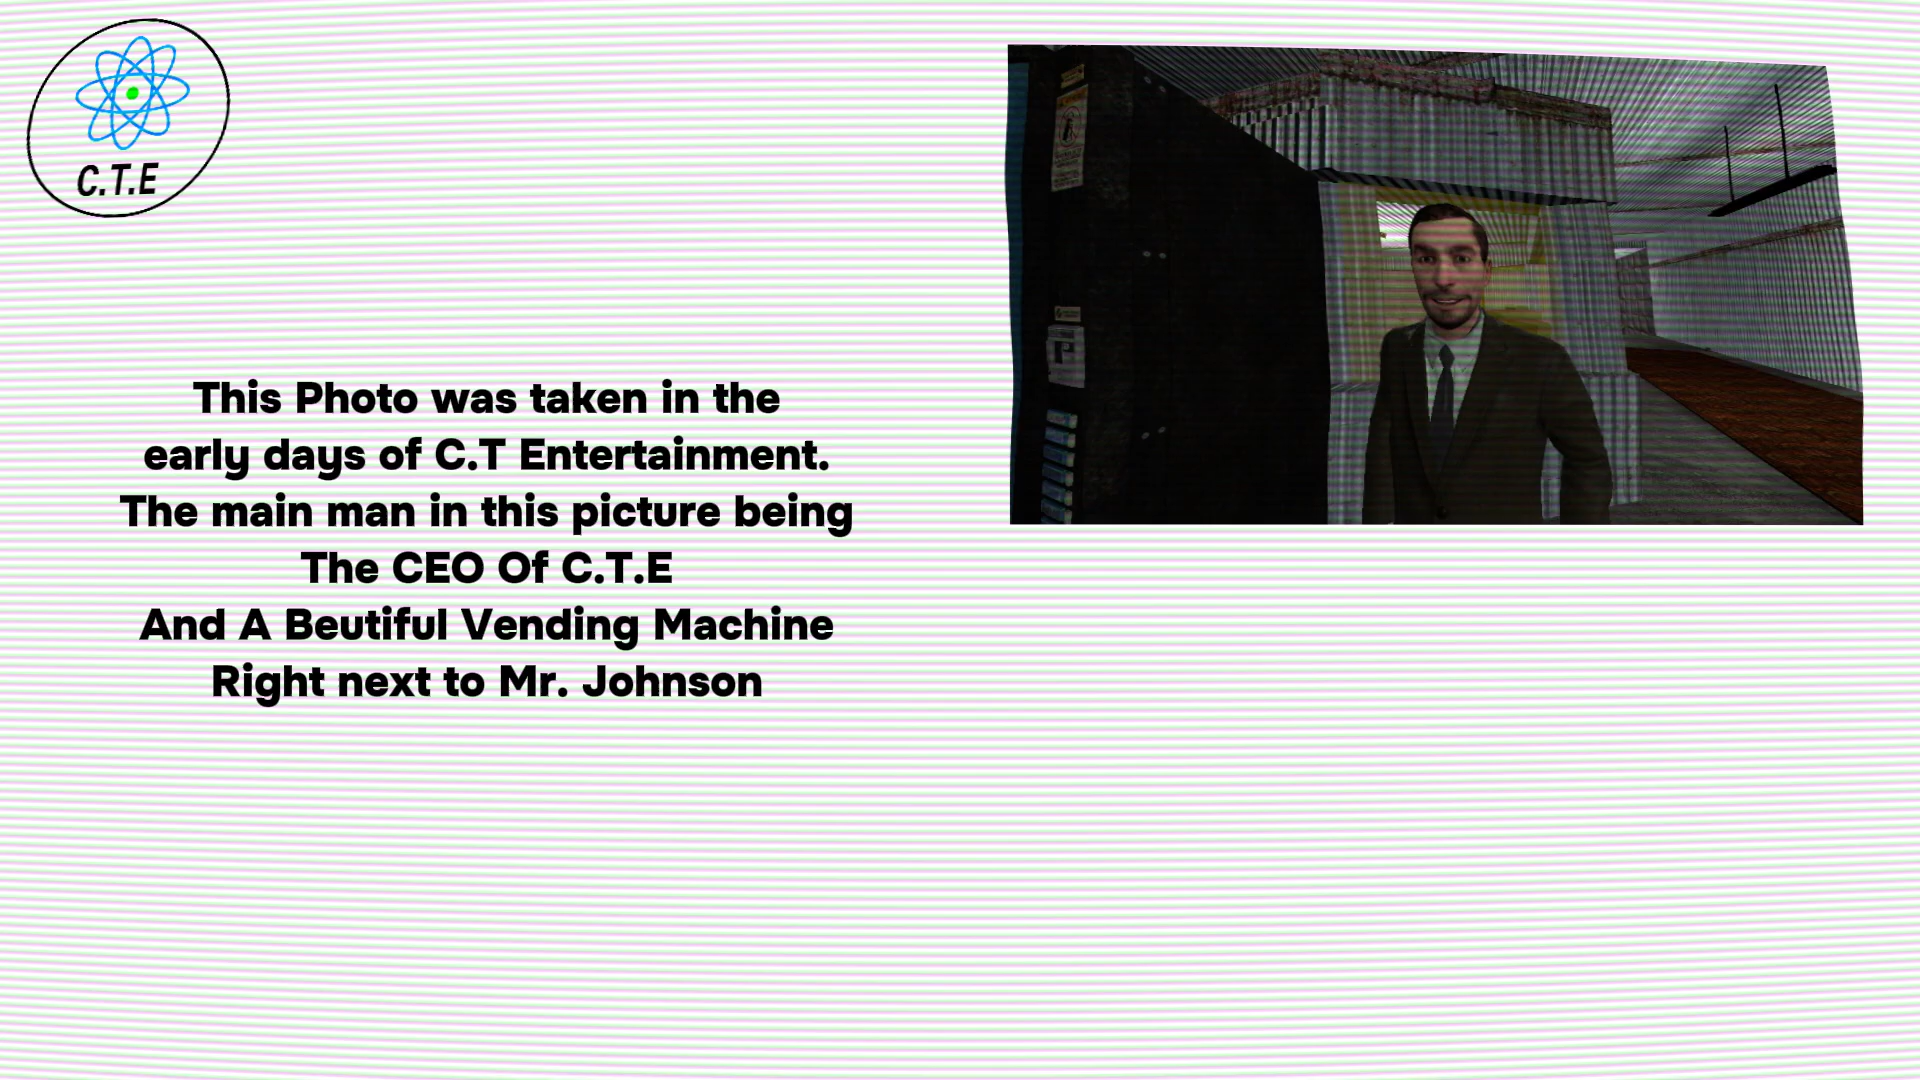 C.T.E
This Photo was taken in the
early days of C.T Entertainment.
The main man in this picture being
The CEO Of C.T.E
And A Beutiful Vending Machine
Right next to Mr. Johnson